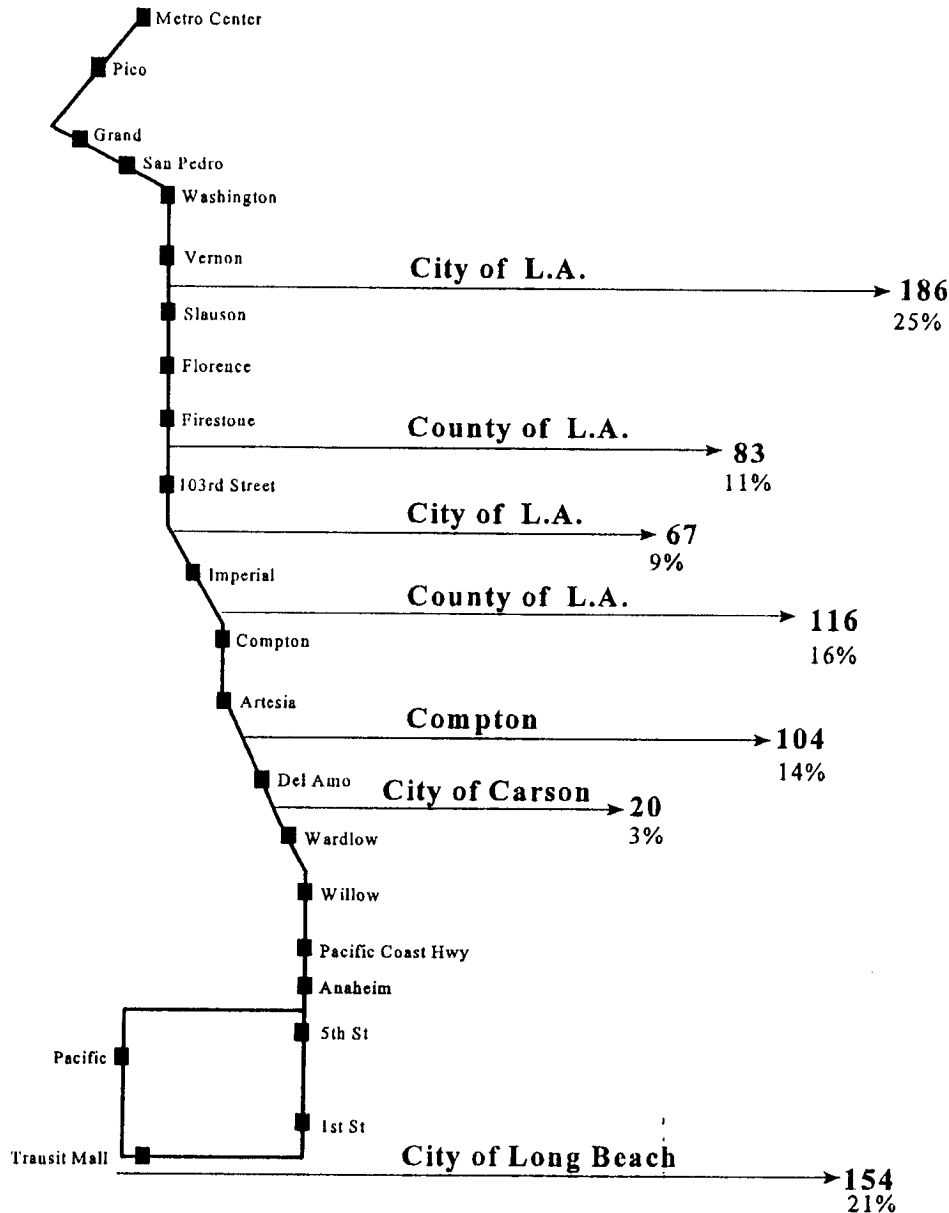 Metro Center
Pico
Grand
San Pedro
Washington
Vernon
City of L.A.
186
25%
Slauson
Florence
Firestone
County of L.A.
83
11%
103rd Street
City of L.A.
67
9%
Imperial
County of L.A.
116
16%
Compton
Artesia
Compton
104
14%
Del Amo
City of Carson
20
3%
Wardlow
Willow
Pacific Coast Hwy
Anaheim
5th St
Pacific
1st St
Transit Mall
City of Long Beach
154
21%